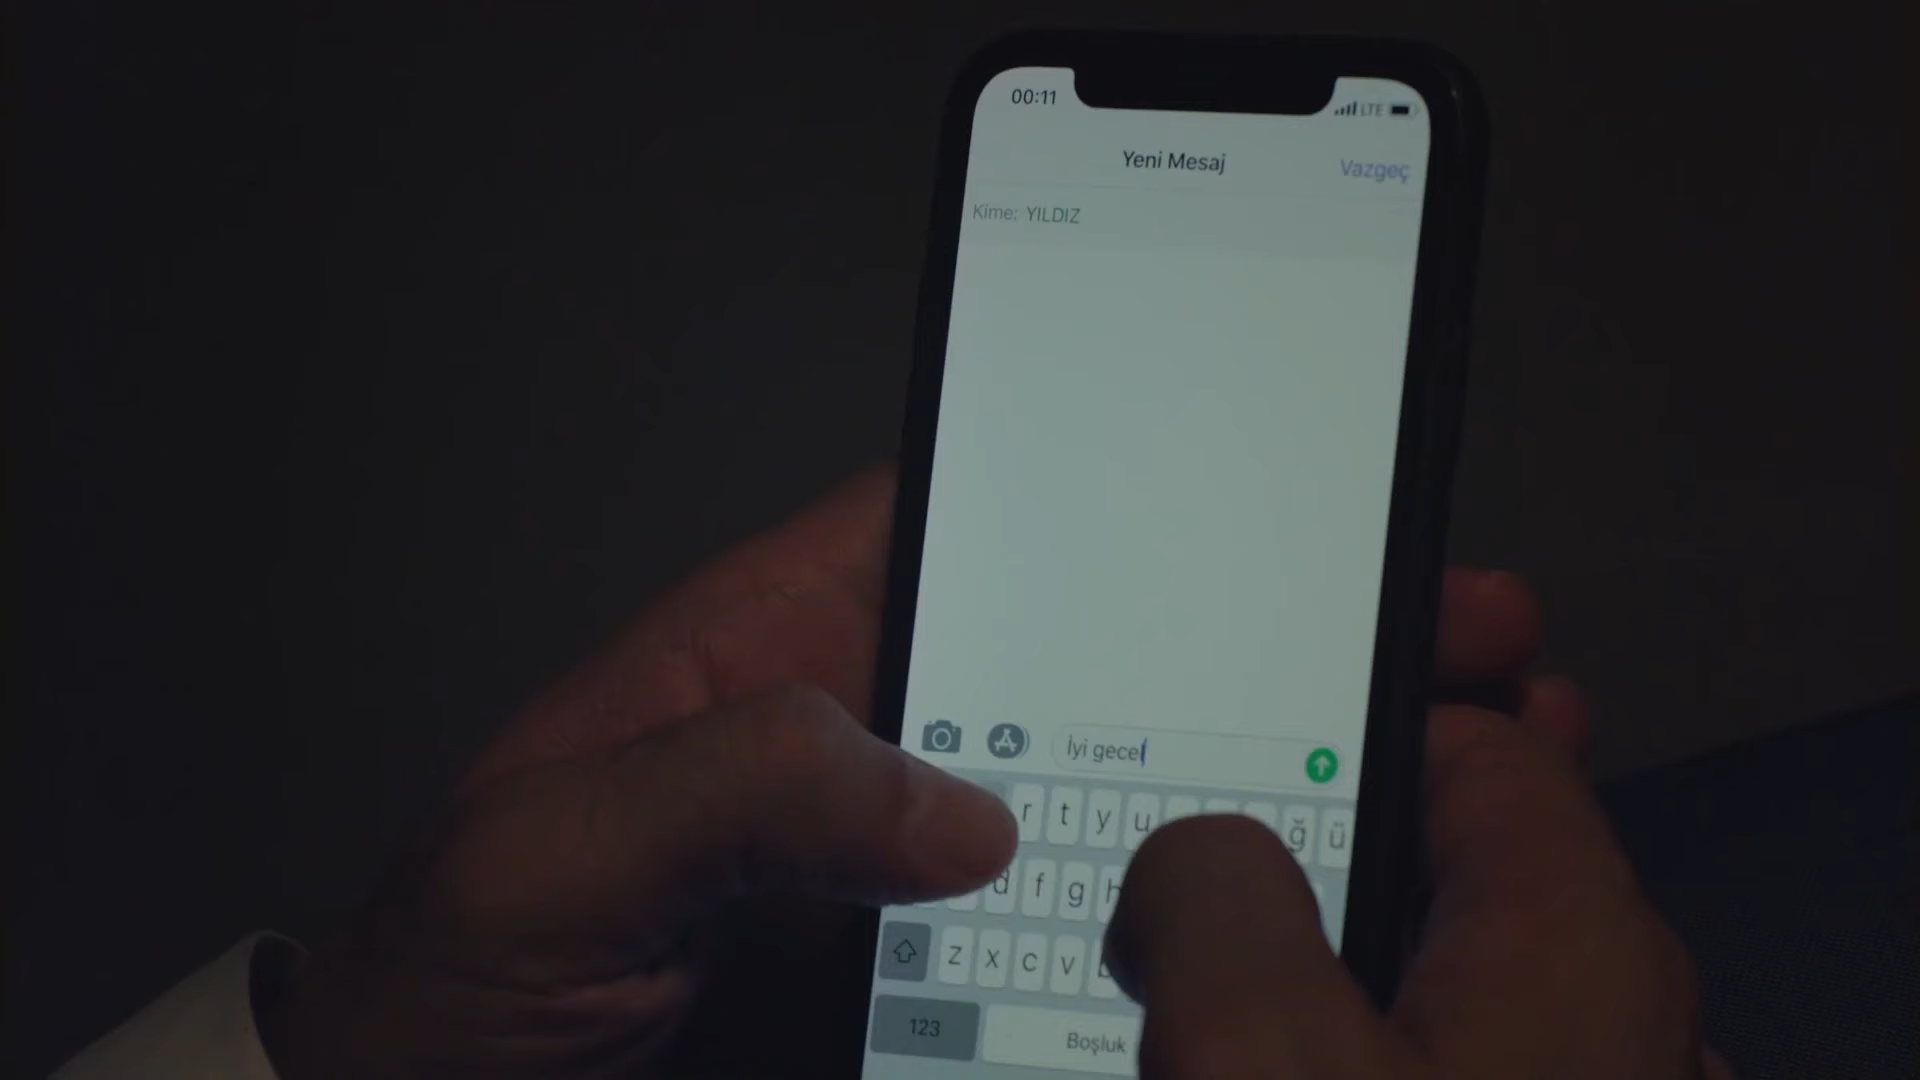 00:11
LTE
Yeni Mesaj
Vazgeç
Kime: YILDIZ
İyi gece
r t y u ğ ü
d f g h
z x c v
123
Boşluk